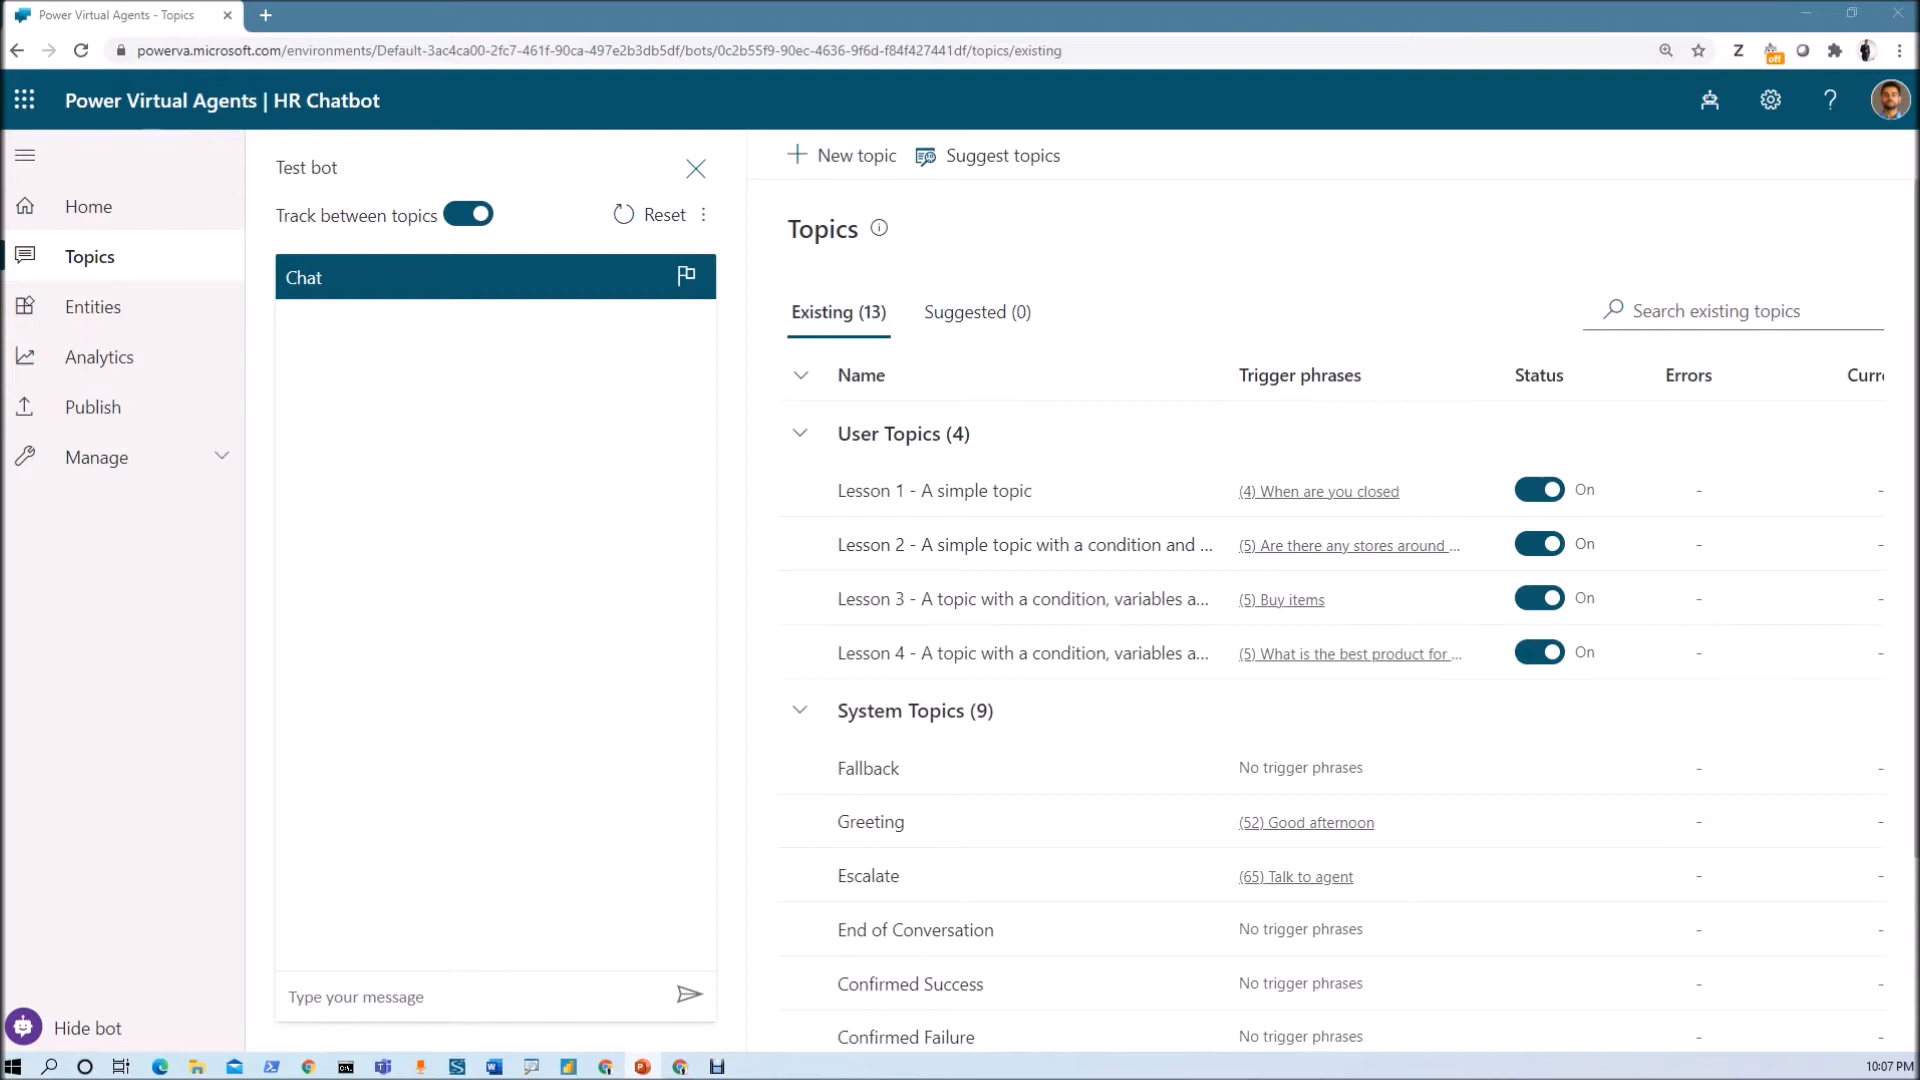 Power Virtual Agents - Topics
powerva.microsoft.com/environments/Default-3ac4ca00-2fc7-461f-90ca-497e2b3db5df/bots/0c2b55f9-90ec-4636-9f6d-f84f427441df/topics/existing
Z
off
Power Virtual Agents | HR Chatbot
Home
Topics
Entities
Analytics
Publish
Manage
Hide bot
Test bot
Track between topics
Reset
Chat
Type your message
New topic
Suggest topics
Topics
Existing (13)
Suggested (0)
Search existing topics
Name Trigger phrases Status Errors Curre
User Topics (4)
Lesson 1 - A simple topic (4) When are you closed On - -
Lesson 2 - A simple topic with a condition and ... (5) Are there any stores around ... On - -
Lesson 3 - A topic with a condition, variables a... (5) Buy items On - -
Lesson 4 - A topic with a condition, variables a... (5) What is the best product for ... On - -
System Topics (9)
Fallback No trigger phrases - -
Greeting (52) Good afternoon - -
Escalate (65) Talk to agent - -
End of Conversation No trigger phrases - -
Confirmed Success No trigger phrases - -
Confirmed Failure No trigger phrases - -
10:07 PM